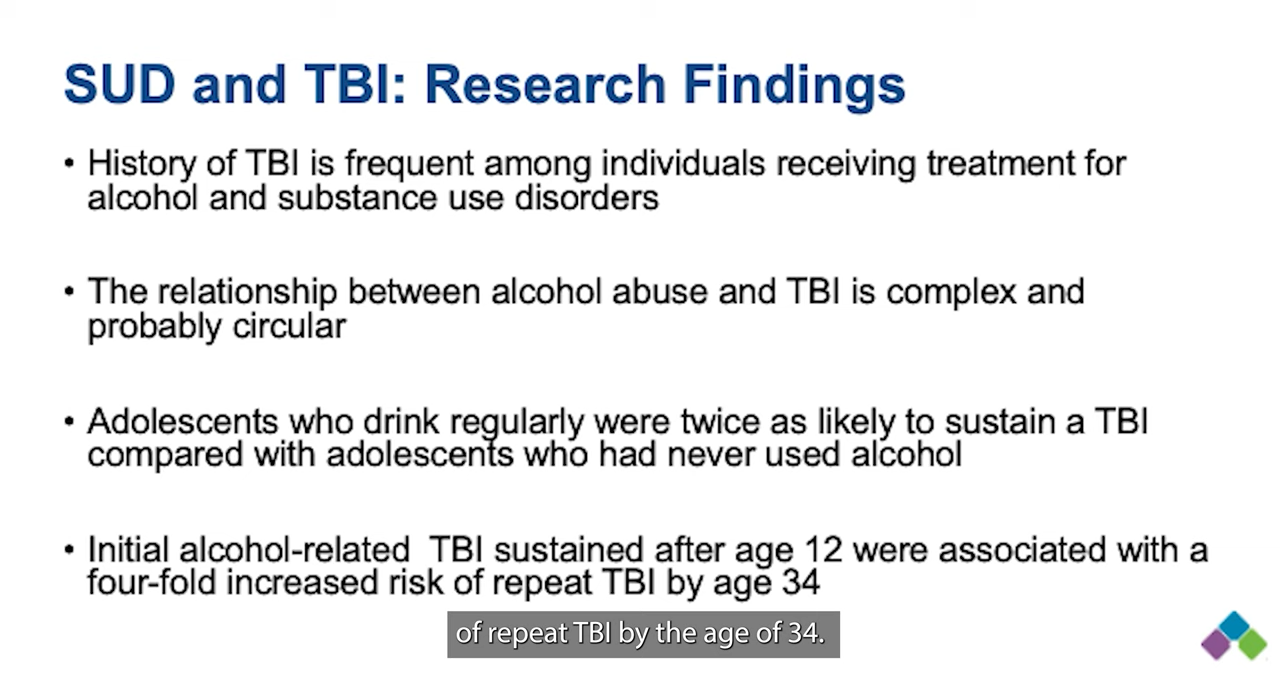 SUD and TBI: Research Findings
• History of TBI is frequent among individuals receiving treatment for
alcohol and substance use disorders
• The relationship between alcohol abuse and TBI is complex and
probably circular
• Adolescents who drink regularly were twice as likely to sustain a TBI
compared with adolescents who had never used alcohol
• Initial alcohol-related TBI sustained after age 12 were associated with a
four-fold increased risk of repeat TBI by age 34
of repeat TBI by the age of 34.